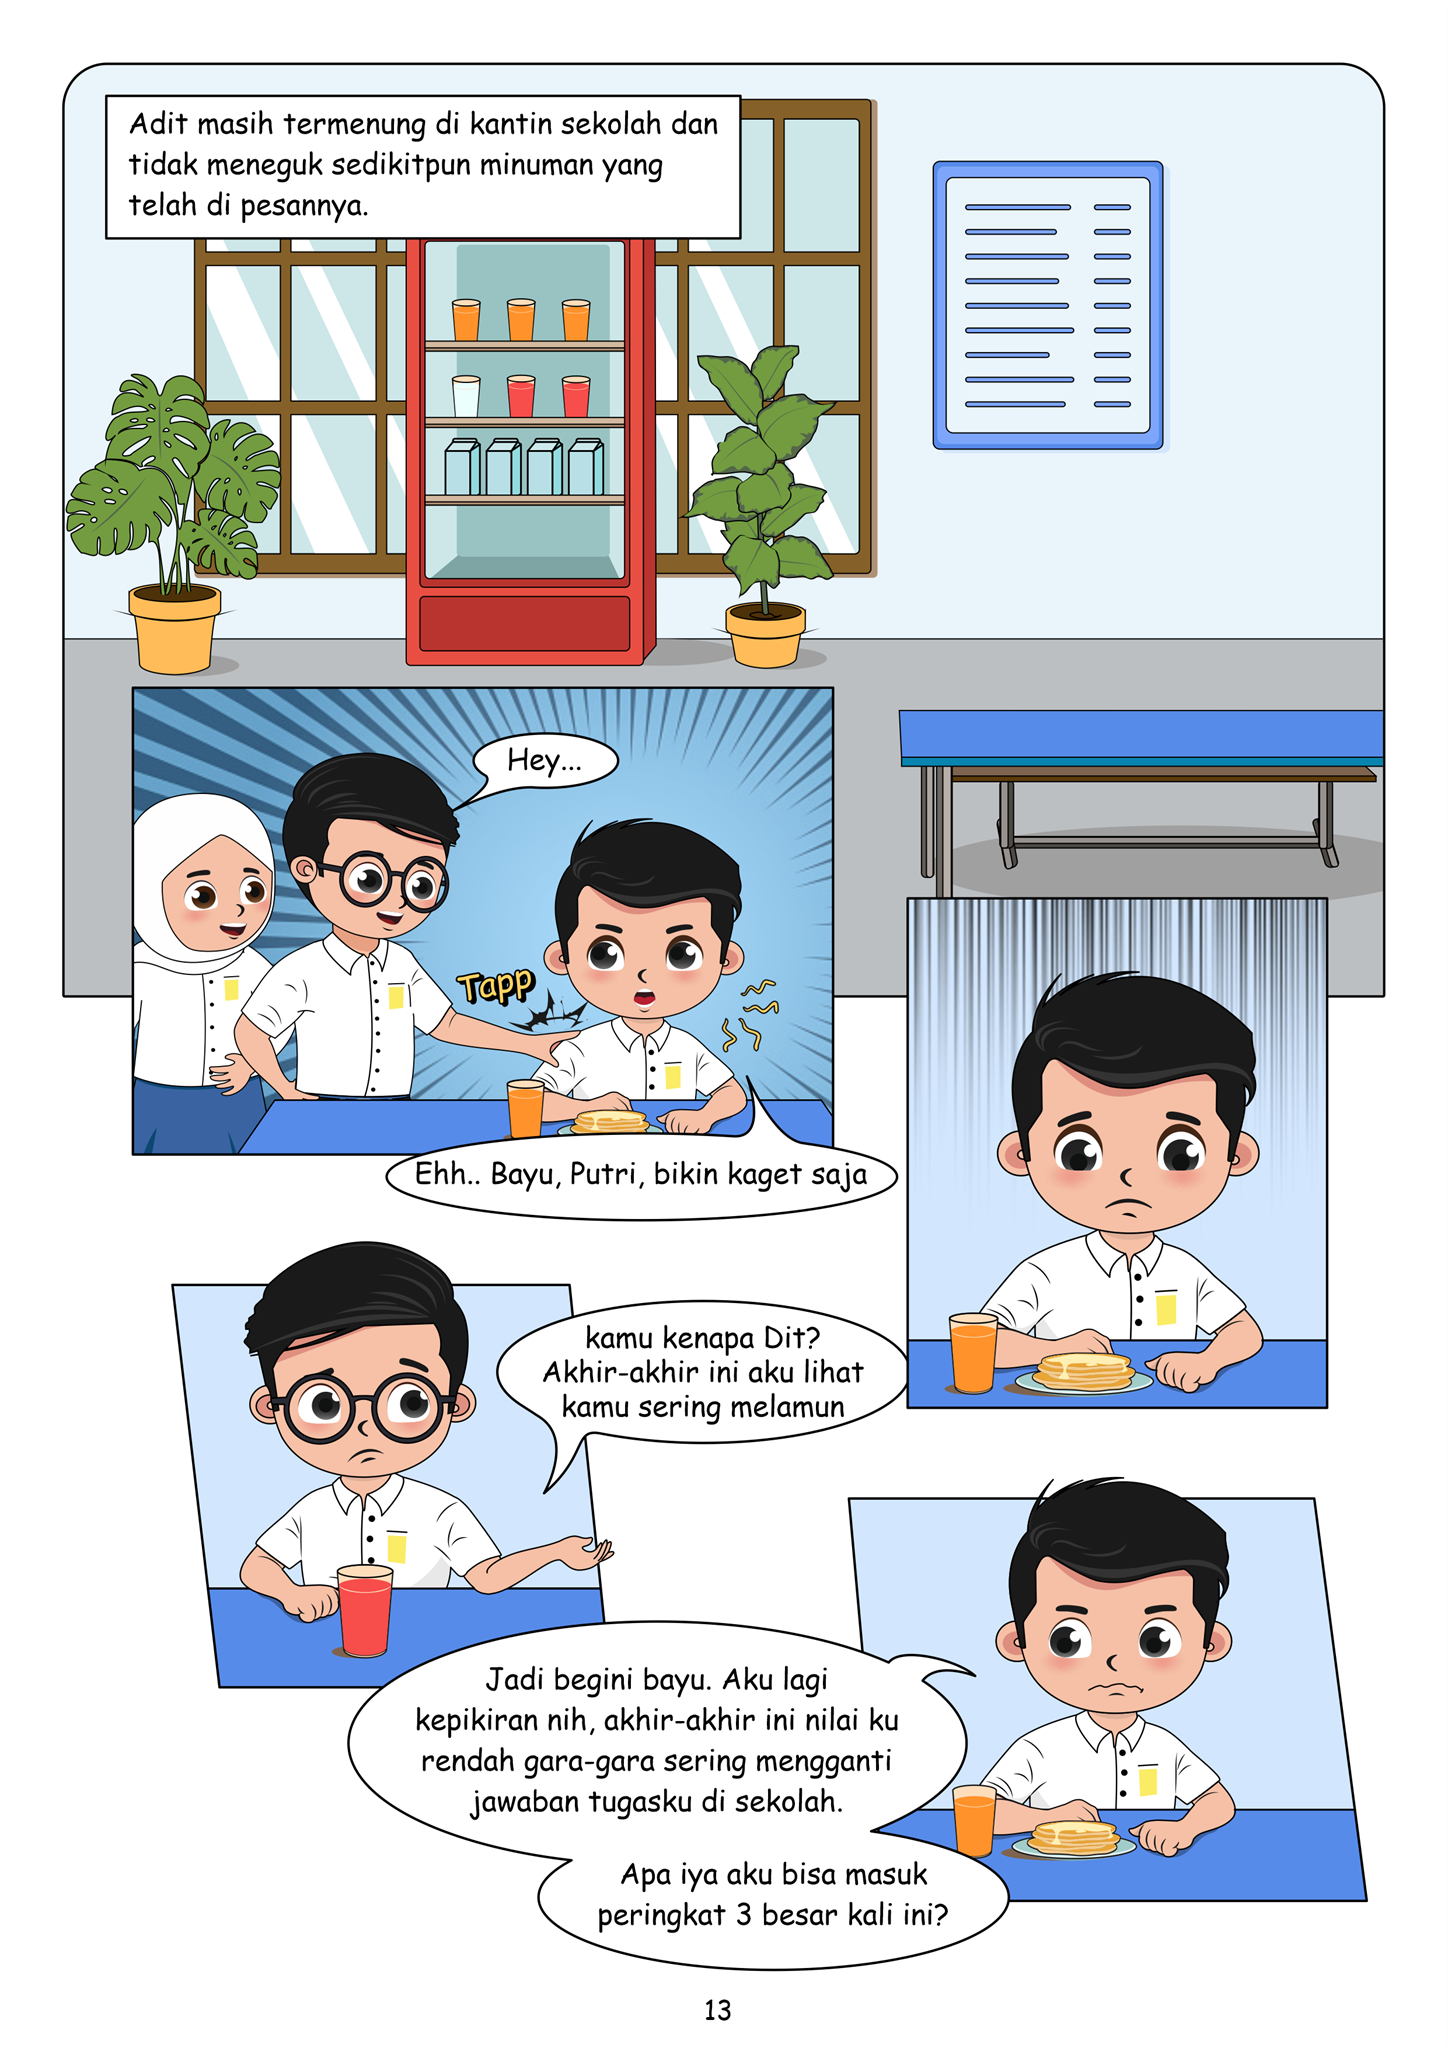 Adit masih termenung di kantin sekolah dan
tidak meneguk sedikitpun minuman yang
telah di pesannya.
Hey...
Tapp
Ehh.. Bayu, Putri, bikin kaget saja
kamu kenapa Dit?
Akhir-akhir ini aku lihat
kamu sering melamun
Jadi begini bayu. Aku lagi
kepikiran nih, akhir-akhir ini nilai ku
rendah gara-gara sering mengganti
jawaban tugasku di sekolah.
Apa iya aku bisa masuk
peringkat 3 besar kali ini?
13